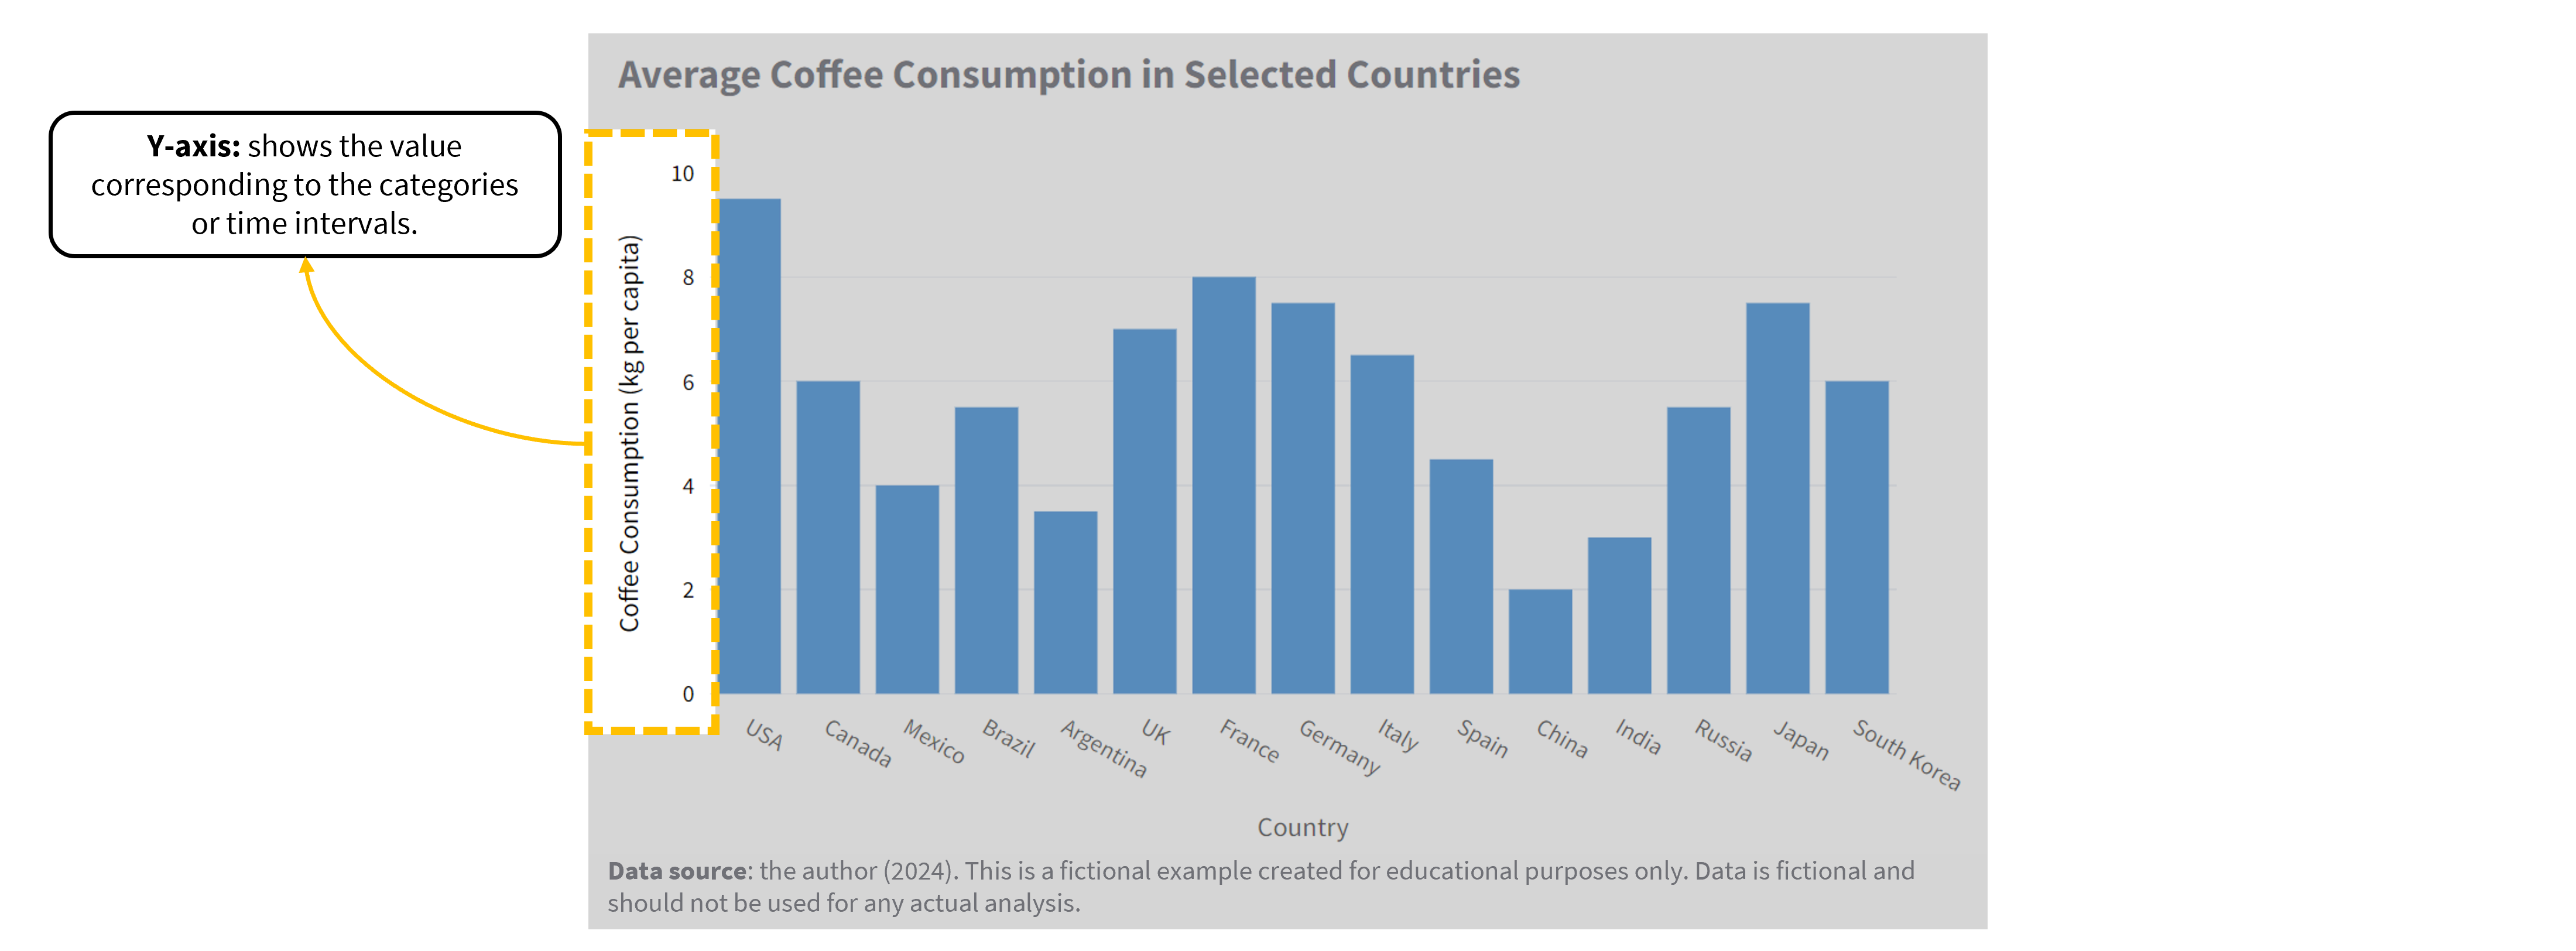 Average Coffee Consumption in Selected Countries
Y-axis: shows the value
corresponding to the categories
or time intervals.
Coffee Consumption (kg per capita)
10
8
6
4
2
0
USA
Canada
Mexico
Brazil
Argentina
UK
France
Germany
Italy
Spain
China
India
Russia
Japan
South Korea
Country
Data source: the author (2024). This is a fictional example created for educational purposes only. Data is fictional and
should not be used for any actual analysis.